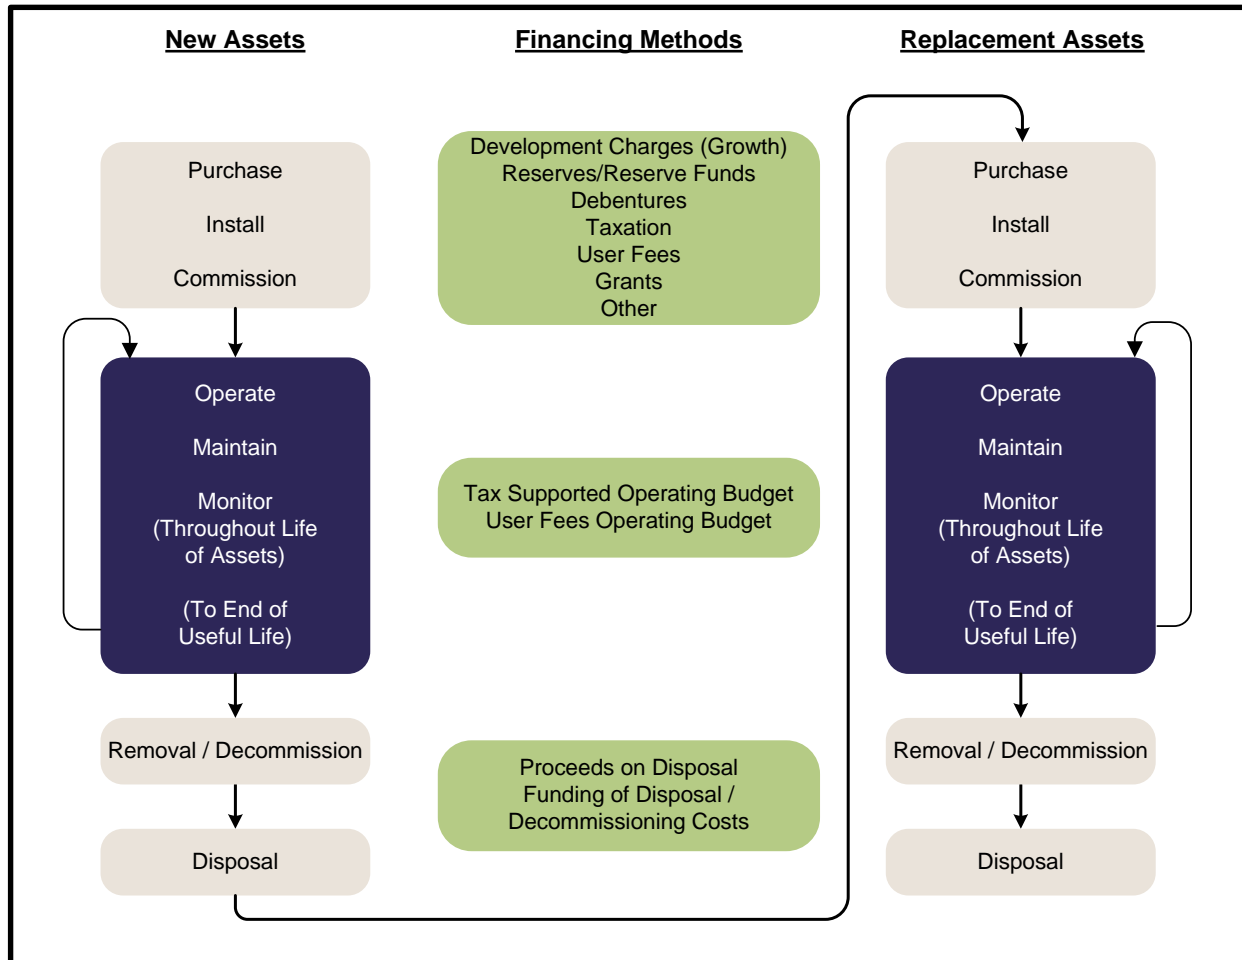 New Assets
Purchase
Install
Commission
Operate
Maintain
Monitor
(Throughout Life
of Assets)
(To End of
Useful Life)
Removal / Decommission
Disposal
Financing Methods
Development Charges (Growth)
Reserves/Reserve Funds
Debentures
Taxation
User Fees
Grants
Other
Tax Supported Operating Budget
User Fees Operating Budget
Proceeds on Disposal
Funding of Disposal /
Decommissioning Costs
Replacement Assets
Purchase
Install
Commission
Operate
Maintain
Monitor
(Throughout Life
of Assets)
(To End of
Useful Life)
Removal / Decommission
Disposal